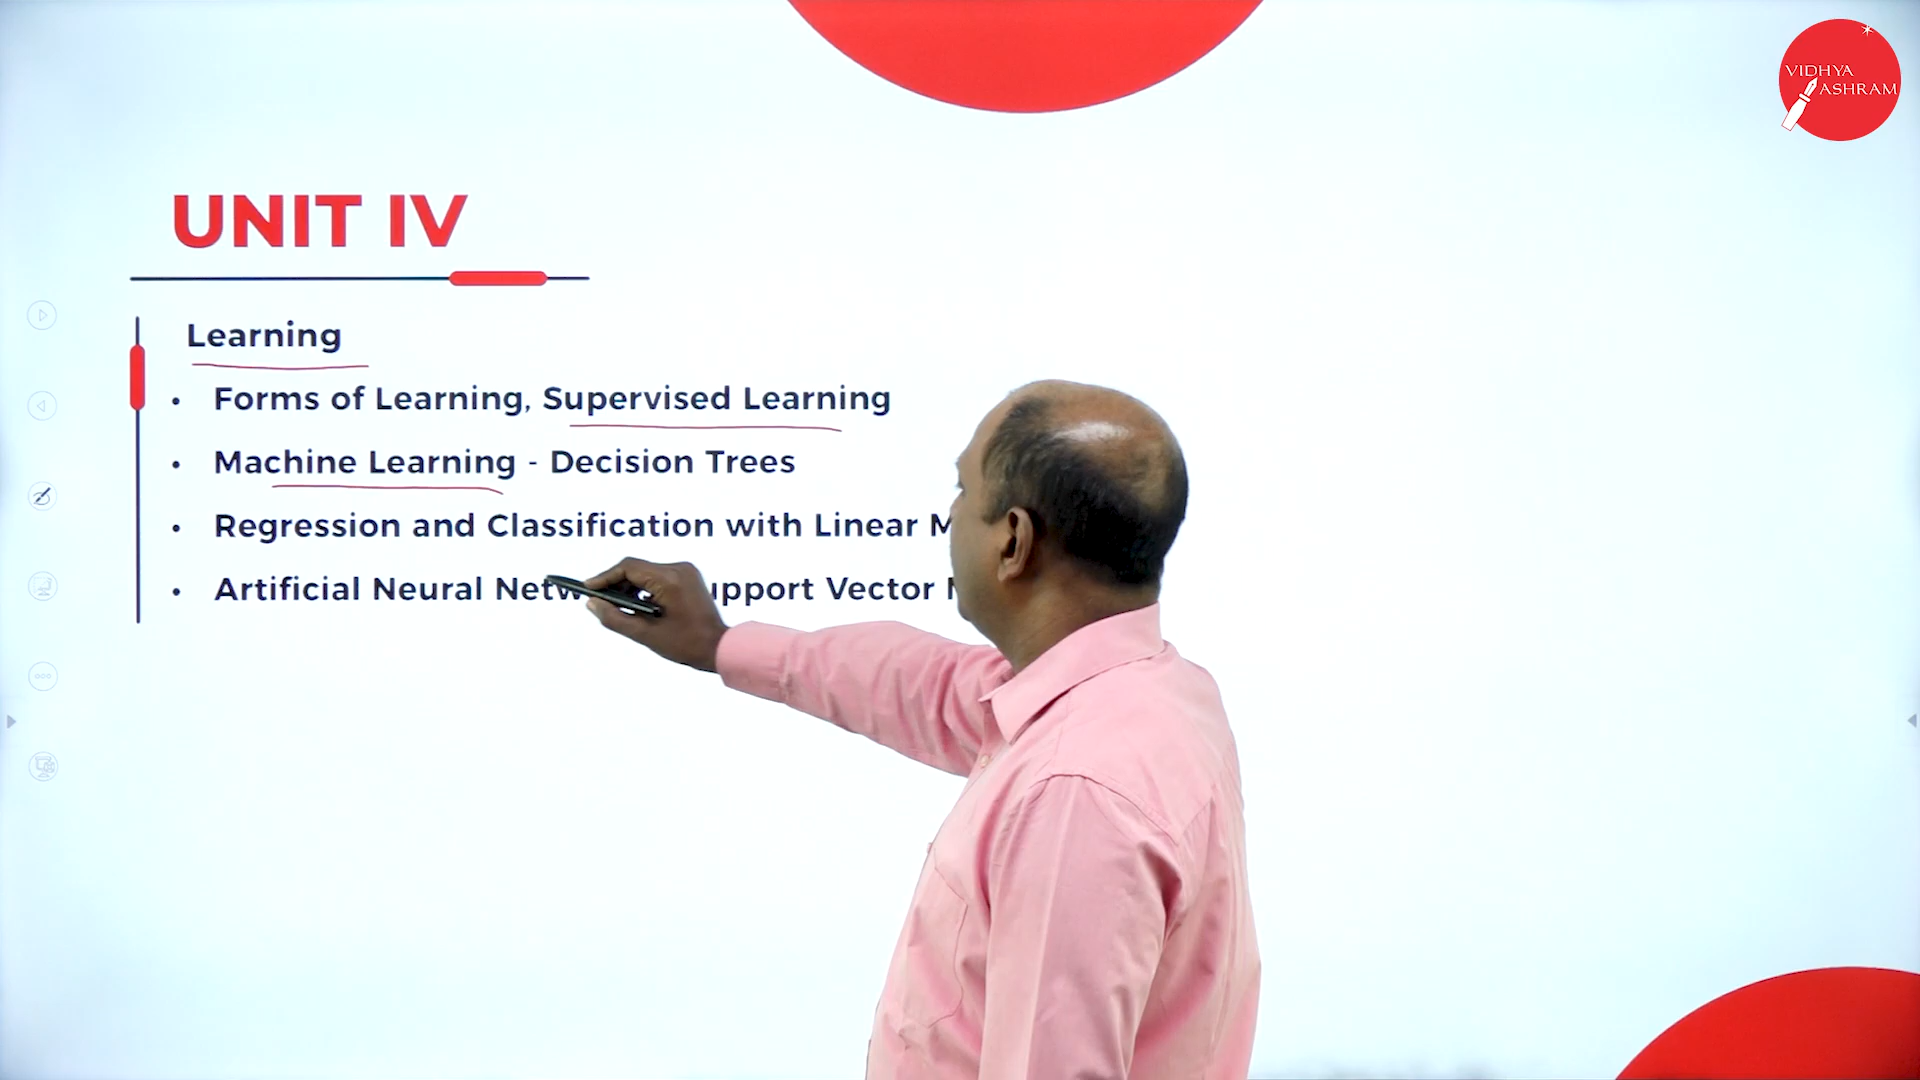 VIDHYA
ASHRAM
UNIT IV
Learning
• Forms of Learning, Supervised Learning
• Machine Learning - Decision Trees
• Regression and Classification with Linear
• Artificial Neural Vector